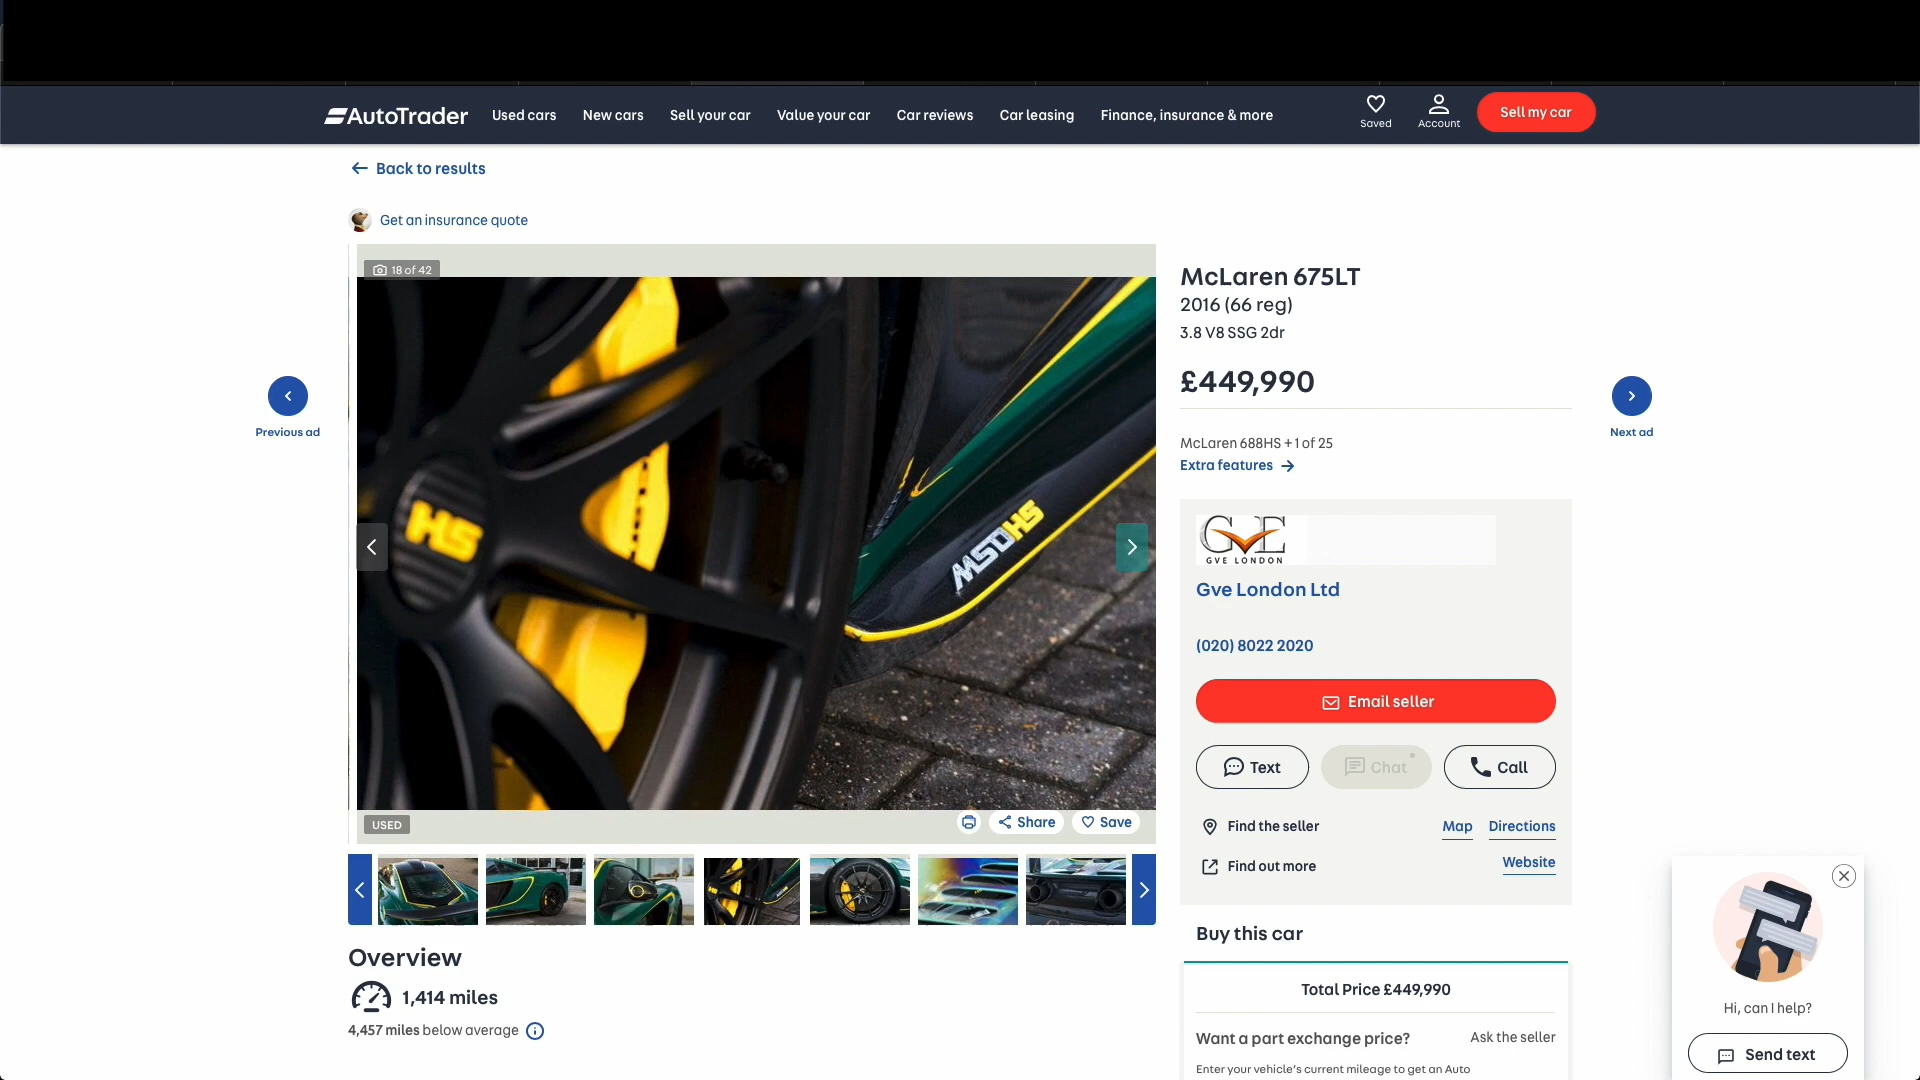 AutoTrader
Used cars
New cars
Sell your car
Value your car
Car reviews
Car leasing
Finance, insurance & more
Saved
Account
Sell my car
Back to results
Get an insurance quote
18 of 42
HS
MSOHS
USED
Share
Save
Previous ad
Next ad
McLaren 675LT
2016 (66 reg)
3.8 V8 SSG 2dr
£449,990
McLaren 688HS + 1 of 25
Extra features
GVE
GVE LONDON
Gve London Ltd
(020) 8022 2020
Email seller
Text
Chat
Call
Find the seller
Map
Directions
Find out more
Website
Overview
1,414 miles
4,457 miles below average
Buy this car
Total Price £449,990
Want a part exchange price?
Ask the seller
Enter your vehicle's current mileage to get an Auto
Hi, can I help?
Send text